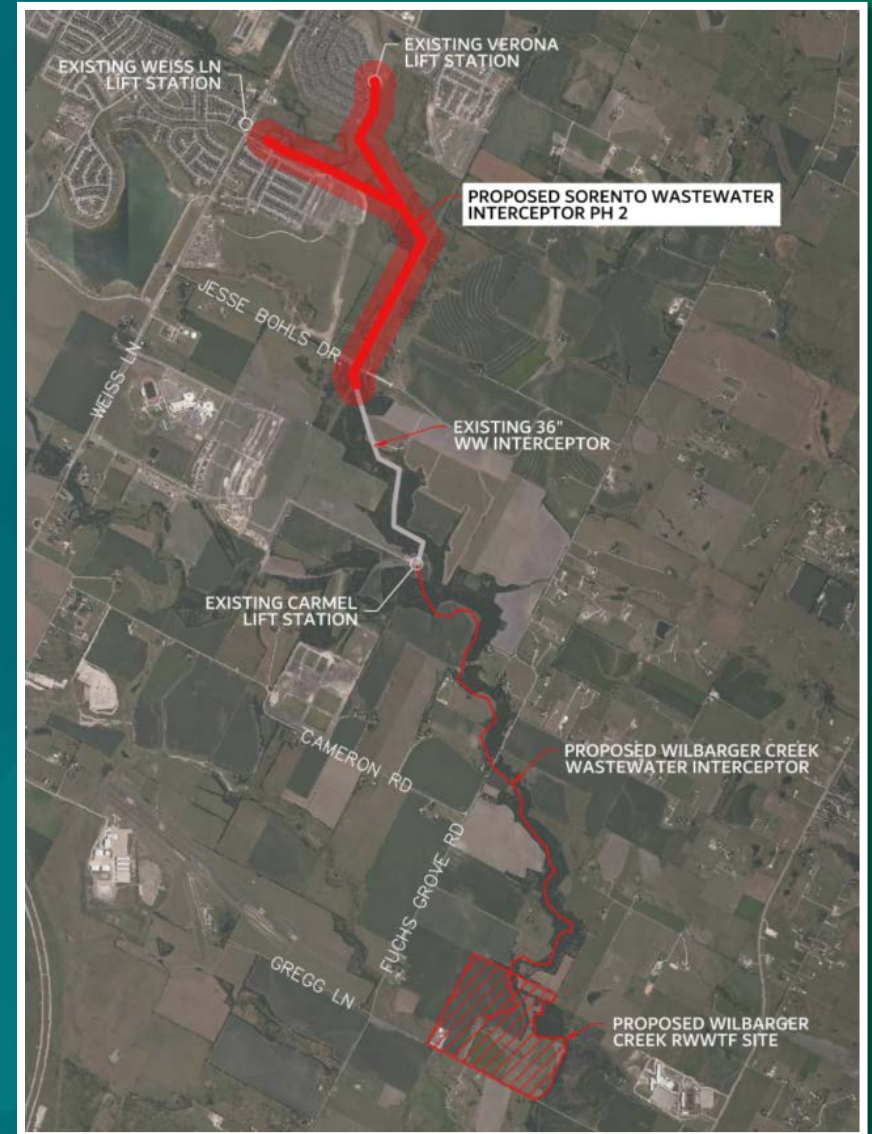 EXISTING VERONA
LIFT STATION
EXISTING WEISS LN
LIFT STATION
PROPOSED SORENTO WASTEWATER
INTERCEPTOR PH 2
JESSE BOHLS DR
WEISS LN.
EXISTING 36"
WW INTERCEPTOR
EXISTING CARMEL
LIFT STATION
CAMERON RD
PROPOSED WILBARGER CREEK
WASTEWATER INTERCEPTOR
FUCHS GROVE RD
GREGG LN
PROPOSED WILBARGER
CREEK RWWTF SITE